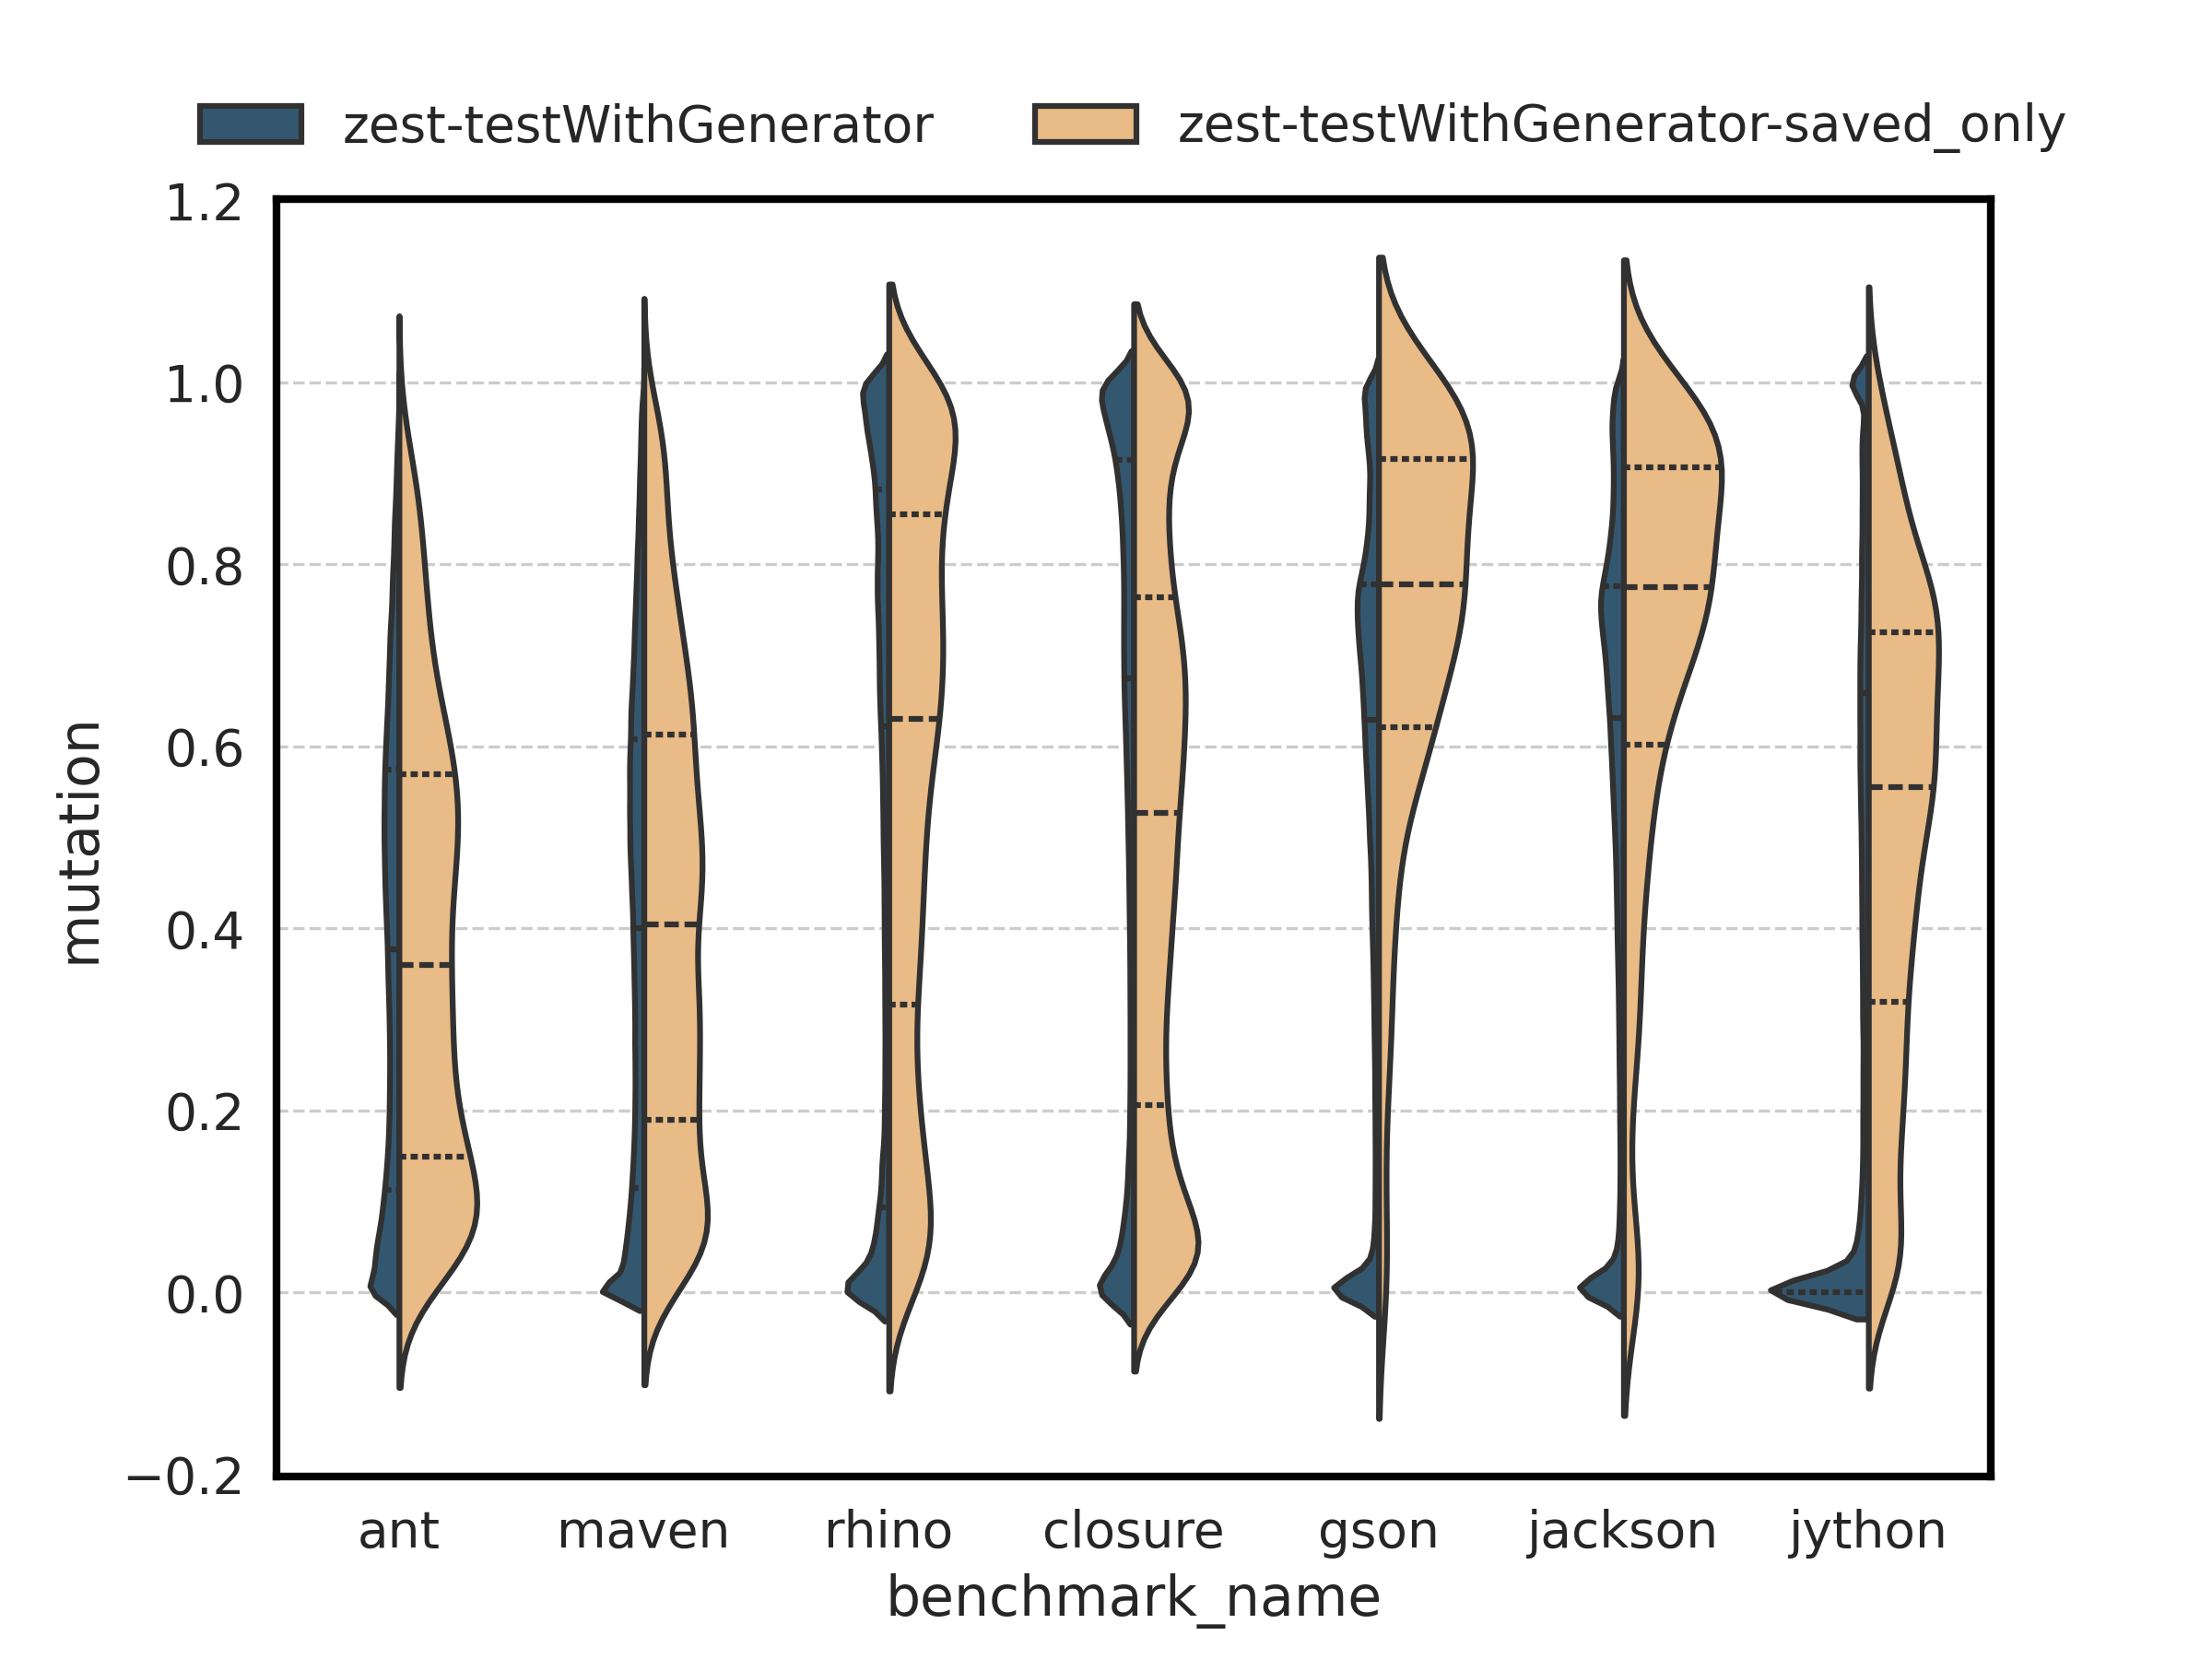 zest-testWithGenerator zest-testWithGenerator-saved_only
1.2
1.0
0.8
0.6
0.4
0.2
0.0
−0.2
mutation
ant maven rhino closure gson jackson jython
benchmark_name